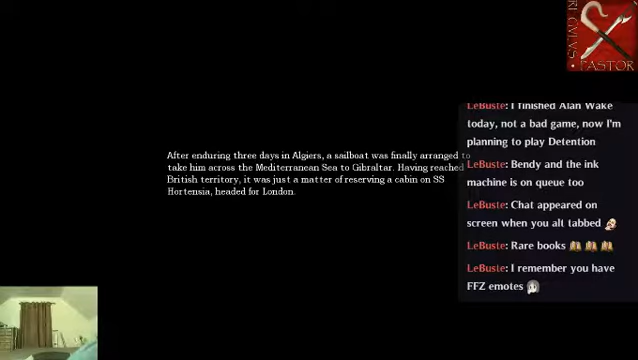 PASTOR
After enduring three days in Algiers, a sailboat was finally arranged to
take him across the Mediterranean Sea to Gibraltar. Having reached
British territory, it was just a matter of reserving a cabin on SS
Hortensia, headed for London.
LeBuste: I finished Alan Wake
today, not a bad game, now I'm
planning to play Detention
LeBuste: Bendy and the ink
machine is on queue too
LeBuste: Chat appeared on
screen when you alt tabbed
LeBuste: Rare books
LeBuste: I remember you have
FFZ emotes